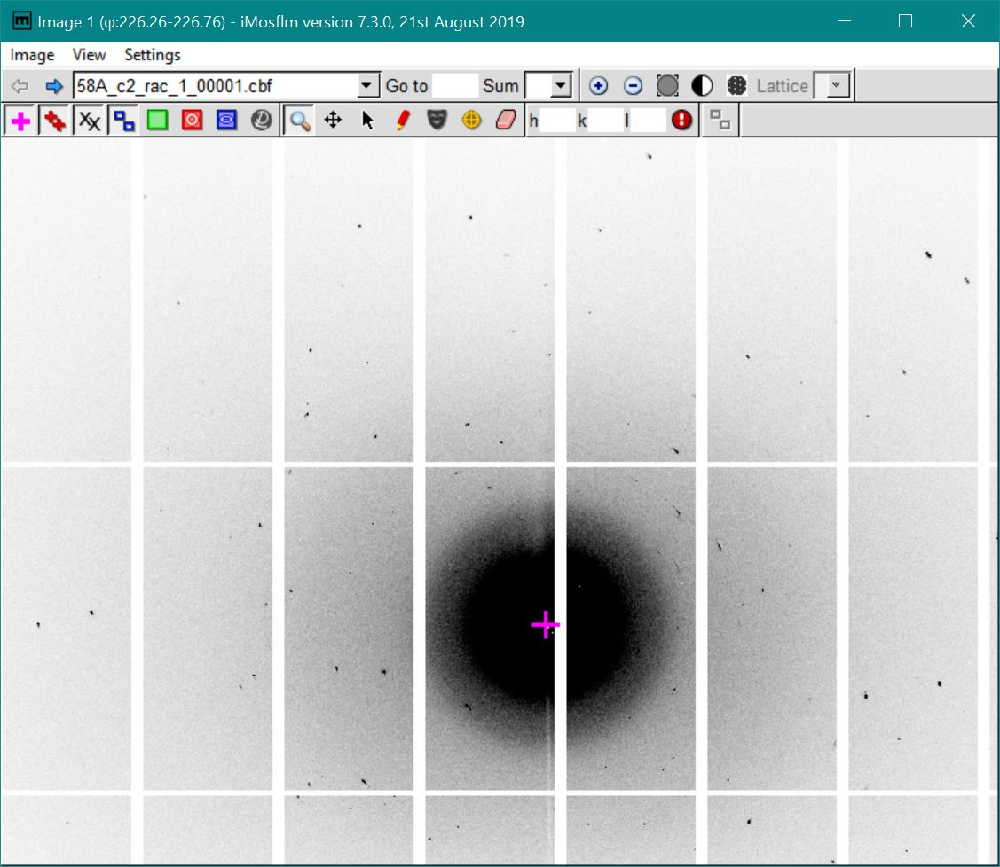 Image 1 (φ:226.26-226.76) - iMosflm version 7.3.0, 21st August 2019
Image View Settings
58A_c2_rac_1_00001.cbf Go to Sum Lattice
h k l